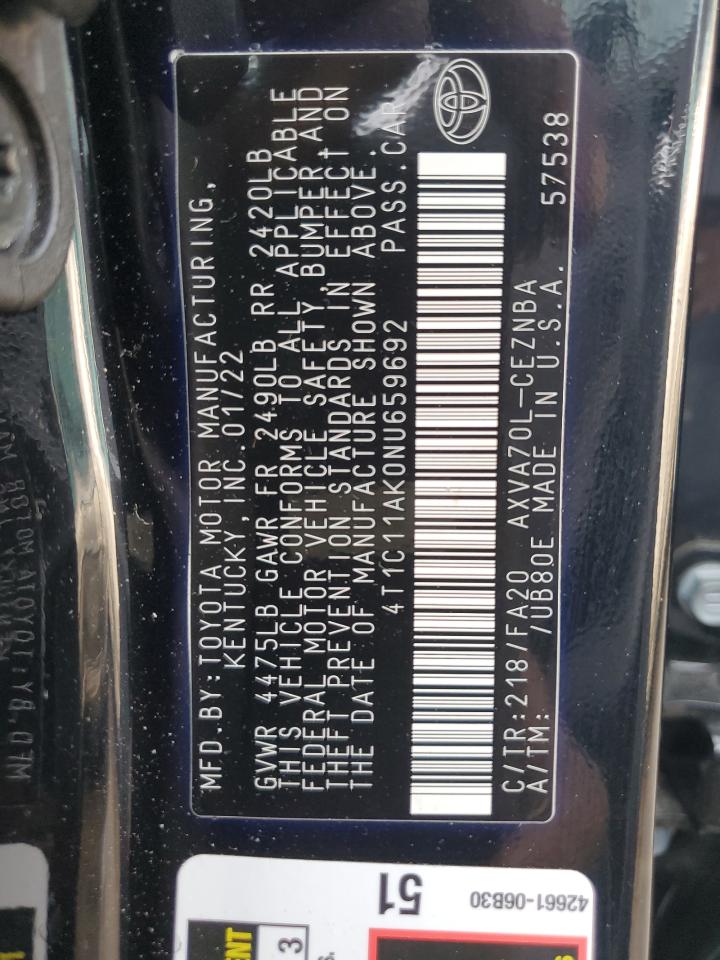 MFD.BY:TOYOTA MOTOR MANUFACTURING,
KENTUCKY, INC.01/22
GVWR 4475LB GAWR FR 2490LB RR 2420LB
THIS VEHICLE CONFORMS TO ALL APPLICABLE
FEDERAL MOTOR VEHICLE SAFETY, BUMPER AND
THEFT PREVENTION STANDARDS IN EFFECT ON
THE DATE OF MANUFACTURE SHOWN ABOVE.
4T1C11AK0NU659692 PASS.CAR
C/TR:218/FA20 AXVA70L-CEZNBA 57538
A/TM: /UB80E MADE IN U.S.A.
51
42661-06B30
3